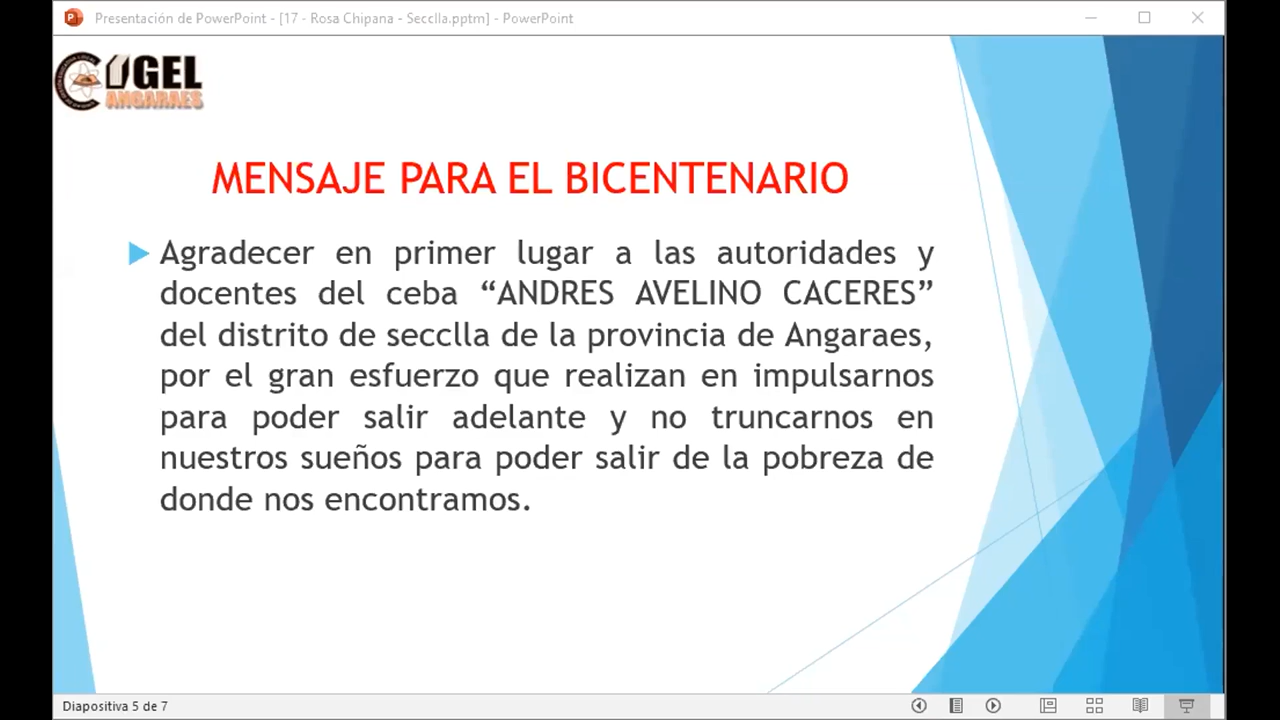 Presentación de PowerPoint - [17 - Rosa Chipana - Secclla.pptm] - PowerPoint
UGEL
ANGARAES
MENSAJE PARA EL BICENTENARIO
Agradecer en primer lugar a las autoridades y
docentes del ceba “ANDRES AVELINO CACERES”
del distrito de secclla de la provincia de Angaraes,
por el gran esfuerzo que realizan en impulsarnos
para poder salir adelante y no truncarnos en
nuestros sueños para poder salir de la pobreza de
donde nos encontramos.
Diapositiva 5 de 7